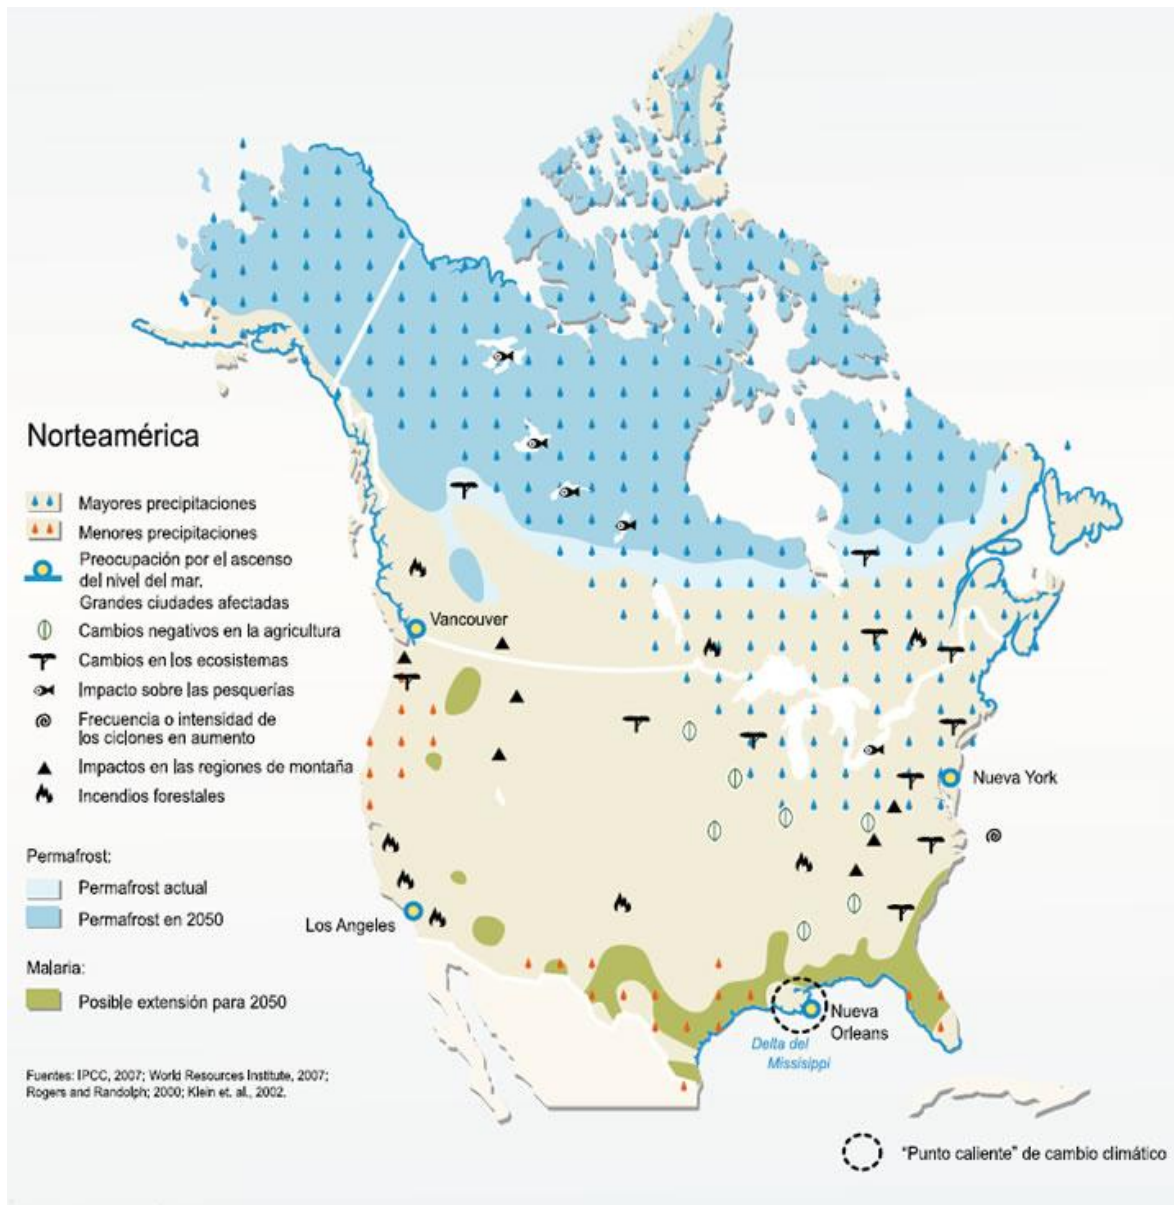 Norteamérica
Mayores precipitaciones
Menores precipitaciones
Preocupación por el ascenso
del nivel del mar.
Grandes ciudades afectadas
Cambios negativos en la agricultura
Cambios en los ecosistemas
Impacto sobre las pesquerías
Frecuencia o intensidad de
los ciclones en aumento
Impactos en las regiones de montaña
Incendios forestales
Permafrost:
Permafrost actual
Permafrost en 2050
Malaria:
Posible extensión para 2050
Fuentes: IPCC, 2007; World Resources Institute, 2007;
Rogers and Randolph; 2000; Klein et. al., 2002.
Vancouver
Nueva York
Los Angeles
Nueva
Orleans
Delta del
Missisipi
"Punto caliente" de cambio climático